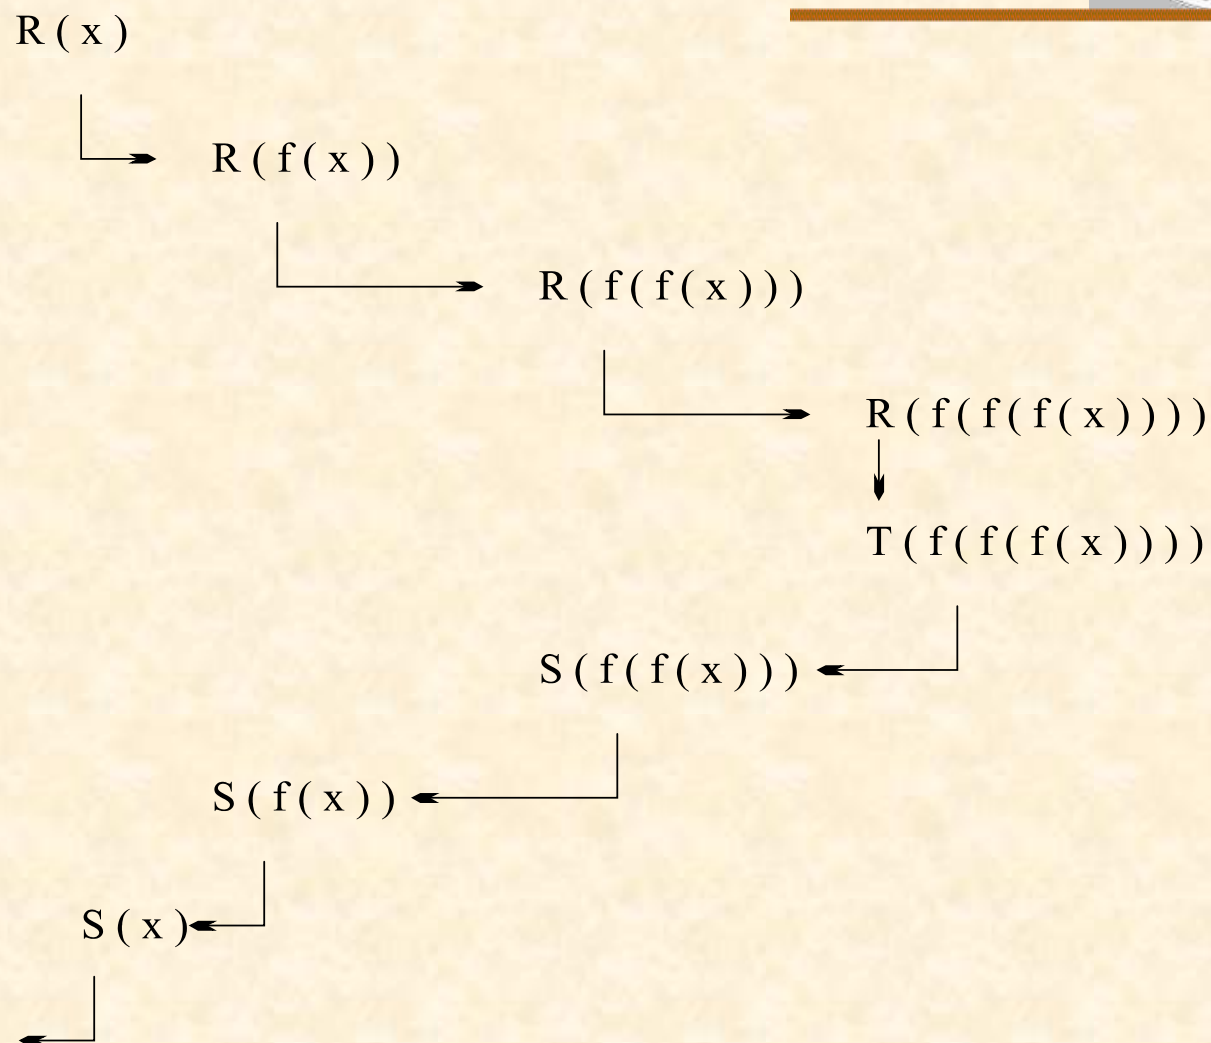 R ( x )
R ( f ( x ) )
R ( f ( f ( x ) ) )
R ( f ( f ( f ( x ) ) ) )
T ( f ( f ( f ( x ) ) ) )
S ( f ( f ( x ) ) )
S ( f ( x ) )
S ( x )